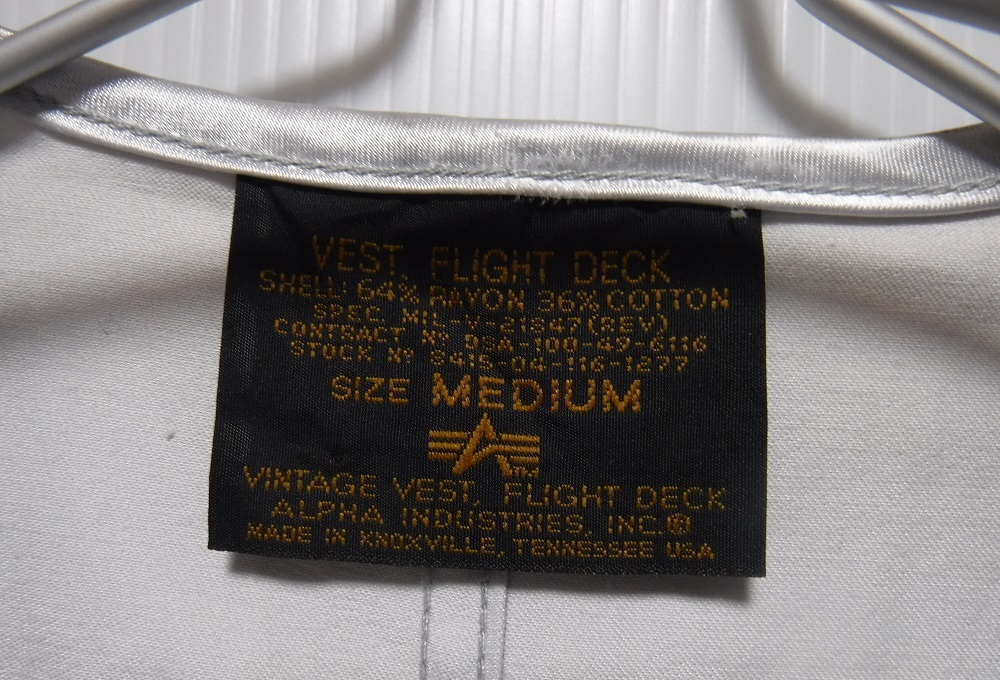 VEST, FLIGHT DECK
SHELL: 64% RAYON 36% COTTON
SPEC. MIL-V-21847(REV)
CONTRACT Nº DSA-100-49-6116
STOCK Nº 8415-04-116-1277
SIZE MEDIUM
TM
VINTAGE VEST, FLIGHT DECK
ALPHA INDUSTRIES, INC.®
MADE IN KNOXVILLE, TENNESSEE USA